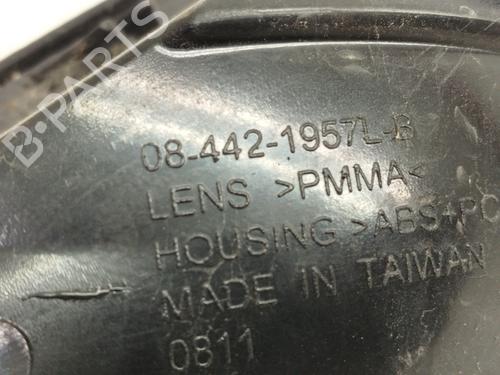 B-PARTS
08-442-1957L-B
LENS >PMMA<
HOUSING >ABS+PC
MADE IN TAIWAN
0811